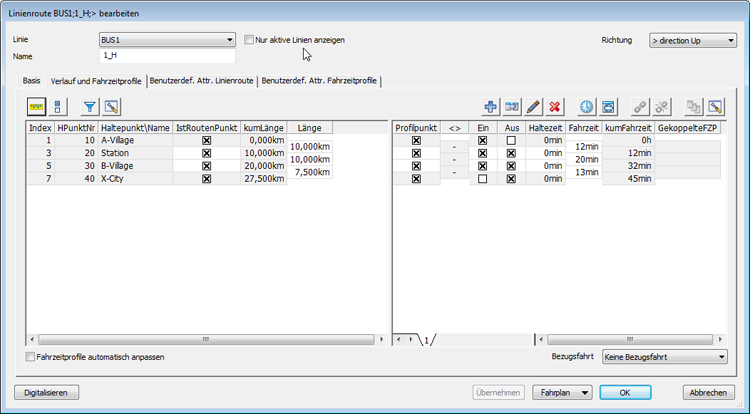 Linienroute BUS1;1_H;> bearbeiten
Linie BUS1 Nur aktive Linien anzeigen Richtung > direction Up
Name 1_H
Basis Verlauf und Fahrzeitprofile Benutzerdef. Attr. Linienroute Benutzerdef. Attr. Fahrzeitprofile
Index HPunktNr Haltepunkt\Name IstRoutenPunkt kumLänge Länge Profilpunkt <> Ein Aus Haltezeit Fahrzeit kumFahrzeit GekoppelteFZP
1 10 A-Village 0,000km 0min 0h
10,000km - 12min
3 20 Station 10,000km 0min 12min
10,000km - 20min
5 30 B-Village 20,000km 0min 32min
7,500km - 13min
7 40 X-City 27,500km 0min 45min
1
Fahrzeitprofile automatisch anpassen Bezugsfahrt Keine Bezugsfahrt
Digitalisieren Übernehmen Fahrplan OK Abbrechen